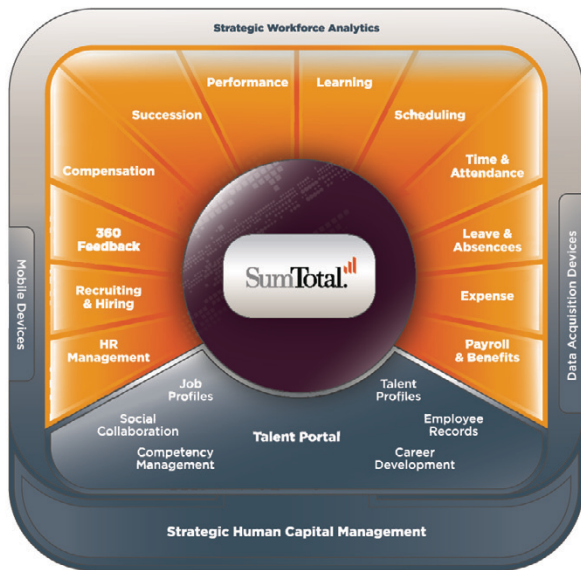 Strategic Workforce Analytics
Performance
Learning
Succession
Scheduling
Compensation
Time &
Attendance
360
Feedback
Leave &
Absencees
Recruiting
& Hiring
Expense
HR
Management
Payroll
& Benefits
Mobile Devices
Data Acquisition Devices
SumTotal.
Job
Profiles
Talent
Profiles
Social
Collaboration
Talent Portal
Employee
Records
Competency
Management
Career
Development
Strategic Human Capital Management